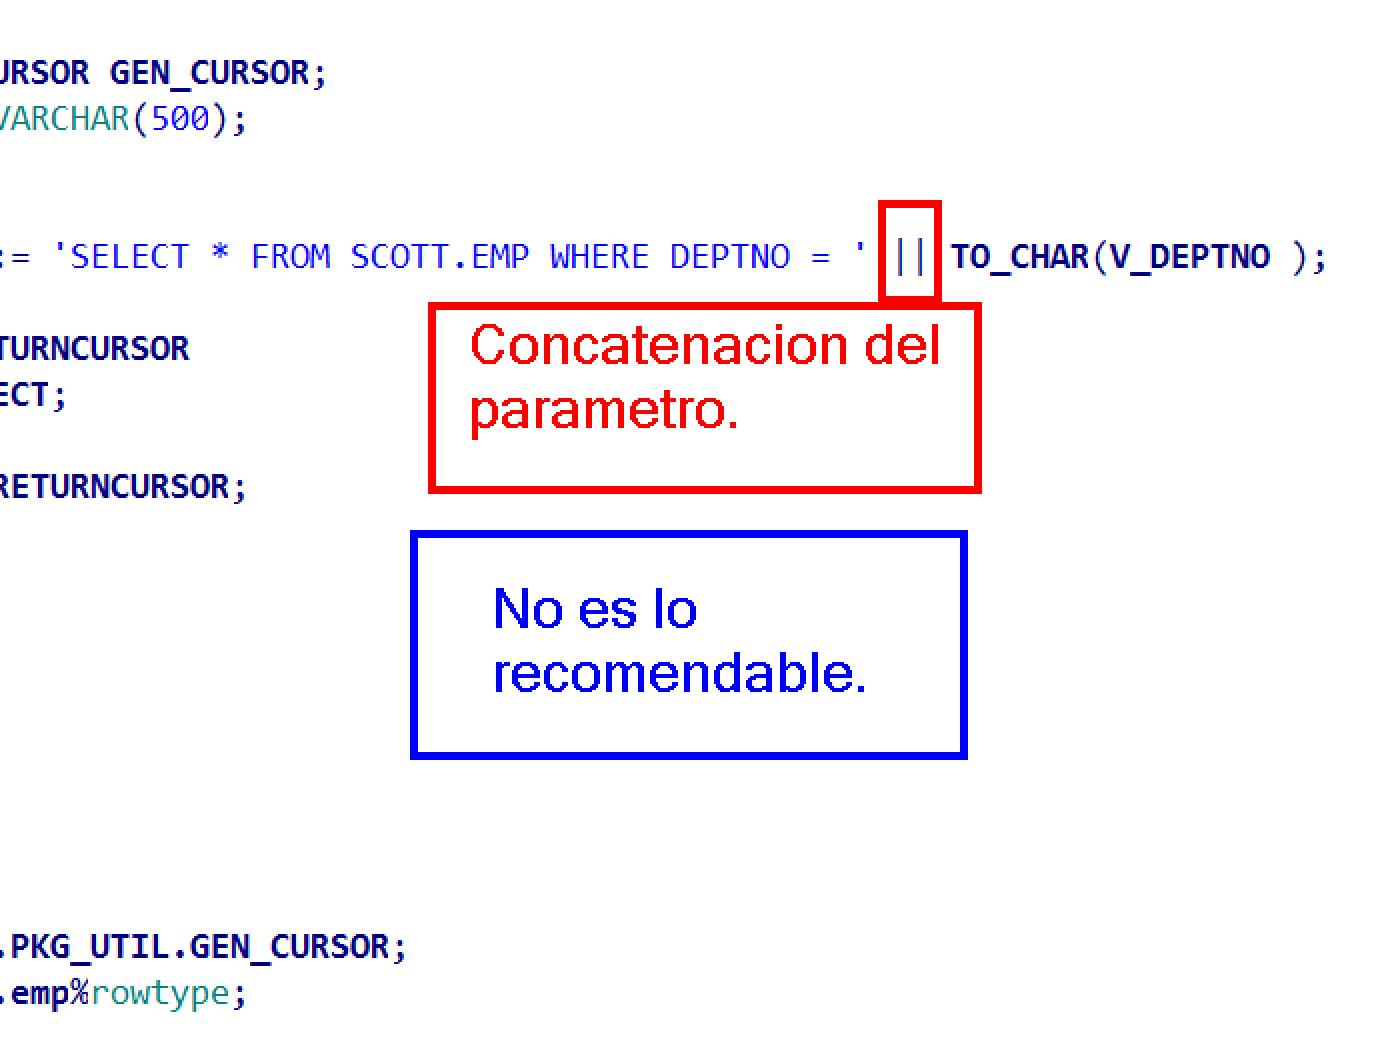 URSOR GEN_CURSOR;
VARCHAR(500);
:= 'SELECT * FROM SCOTT.EMP WHERE DEPTNO = ' || TO_CHAR(V_DEPTNO );
Concatenacion del
parametro.
TURNCURSOR
ECT;
RETURNCURSOR;
No es lo
recomendable.
.PKG_UTIL.GEN_CURSOR;
.emp%rowtype;